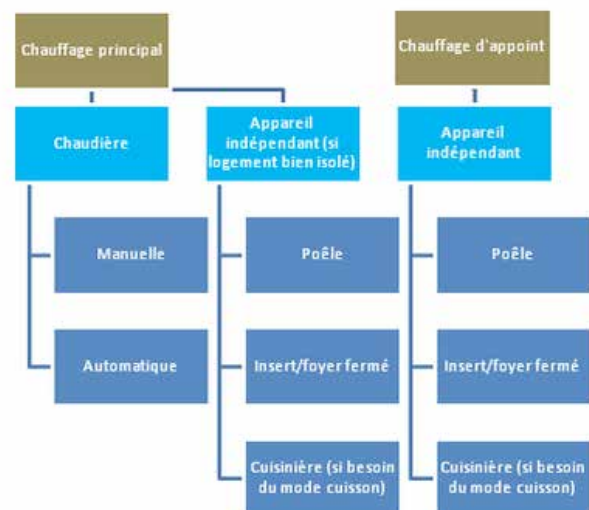 Chauffage principal
Chauffage d'appoint
Chaudière
Appareil
indépendant (si
logement bien isolé)
Appareil
indépendant
Manuelle
Poêle
Poêle
Automatique
Insert/foyer fermé
Insert/foyer fermé
Cuisinière (si besoin
du mode cuisson)
Cuisinière (si besoin
du mode cuisson)